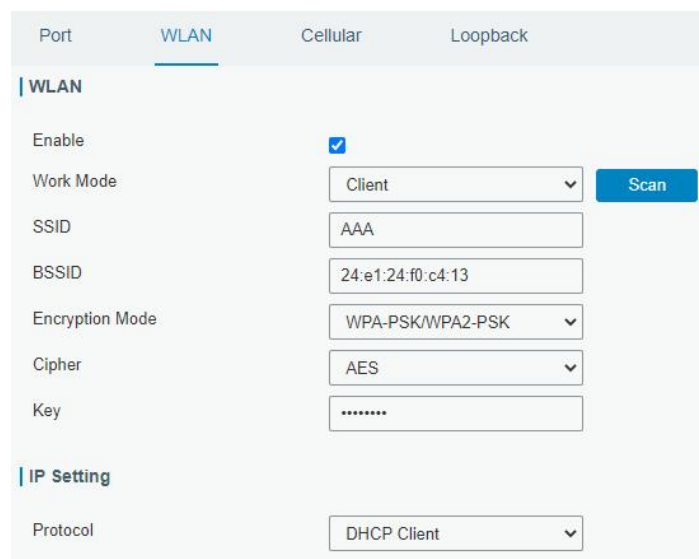 Port WLAN Cellular Loopback
WLAN
Enable
Work Mode Client Scan
SSID AAA
BSSID 24:e1:24:f0:c4:13
Encryption Mode WPA-PSK/WPA2-PSK
Cipher AES
Key ••••••••
IP Setting
Protocol DHCP Client